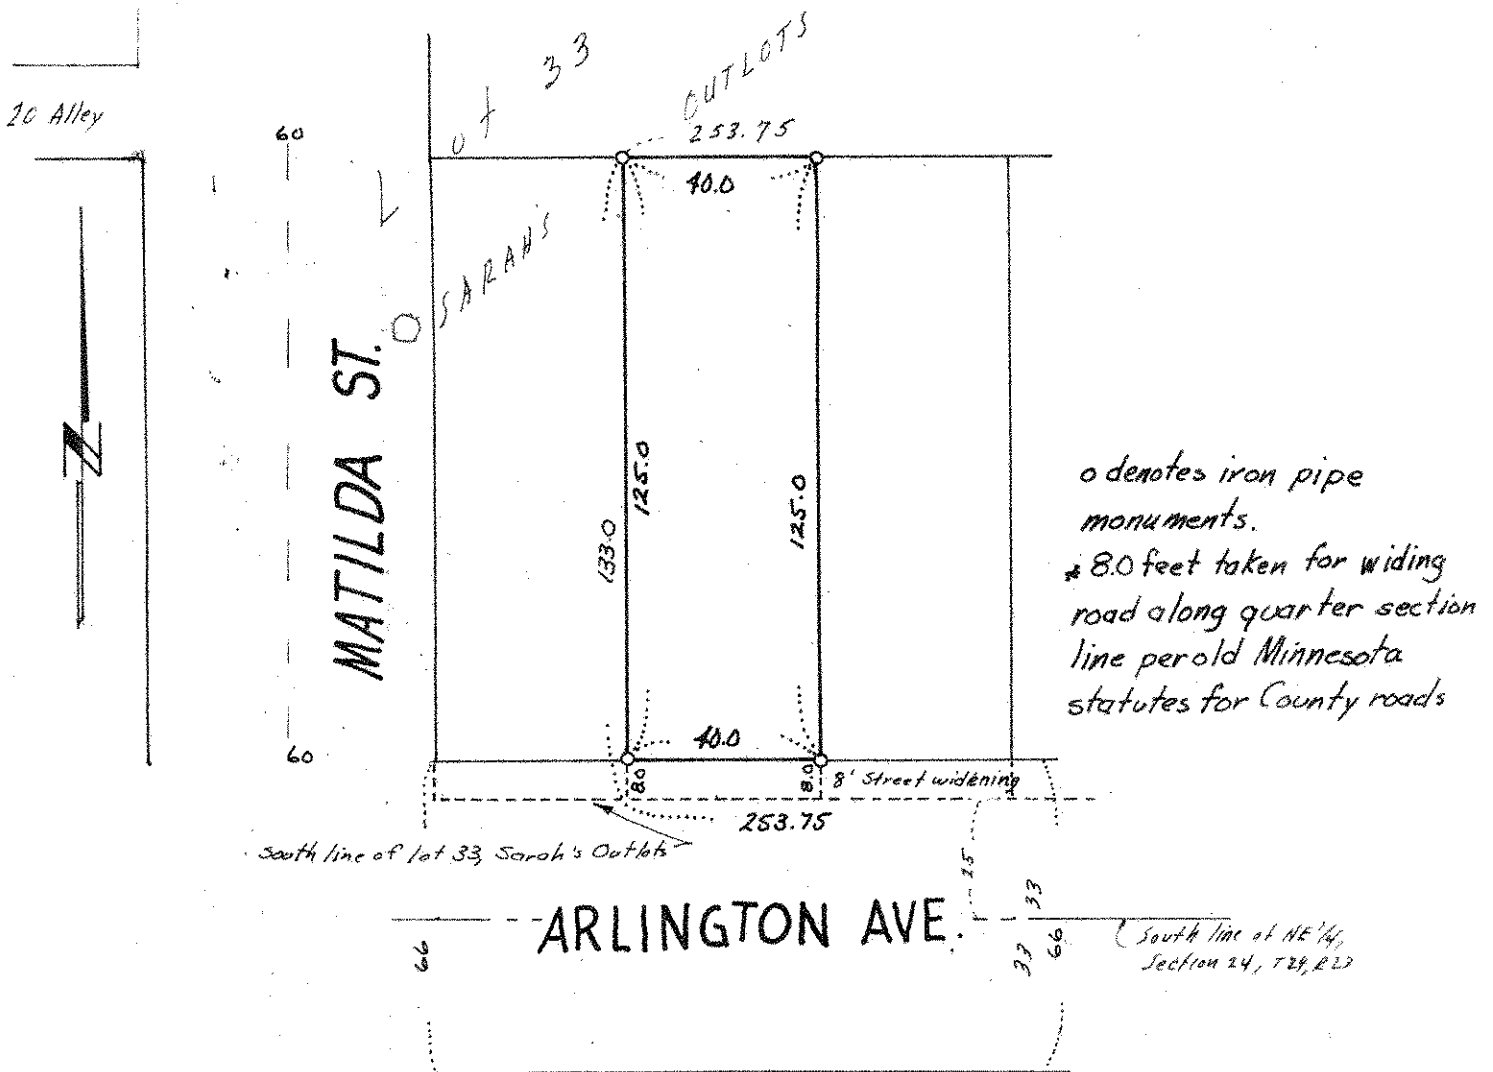 20 Alley
60
Lot 33
OUTLOTS
253.75
40.0
SARAH'S
N
MATILDA ST.
133.0
125.0
125.0
o denotes iron pipe
monuments.
* 8.0 feet taken for widing
road along quarter section
line per old Minnesota
statutes for County roads
60
40.0
8.0
8.0
8' Street widening
253.75
South line of lot 33, Sarah's Outlots
25
33
ARLINGTON AVE.
66
33
66
South line of NE 1/4,
Section 24, T29, R23